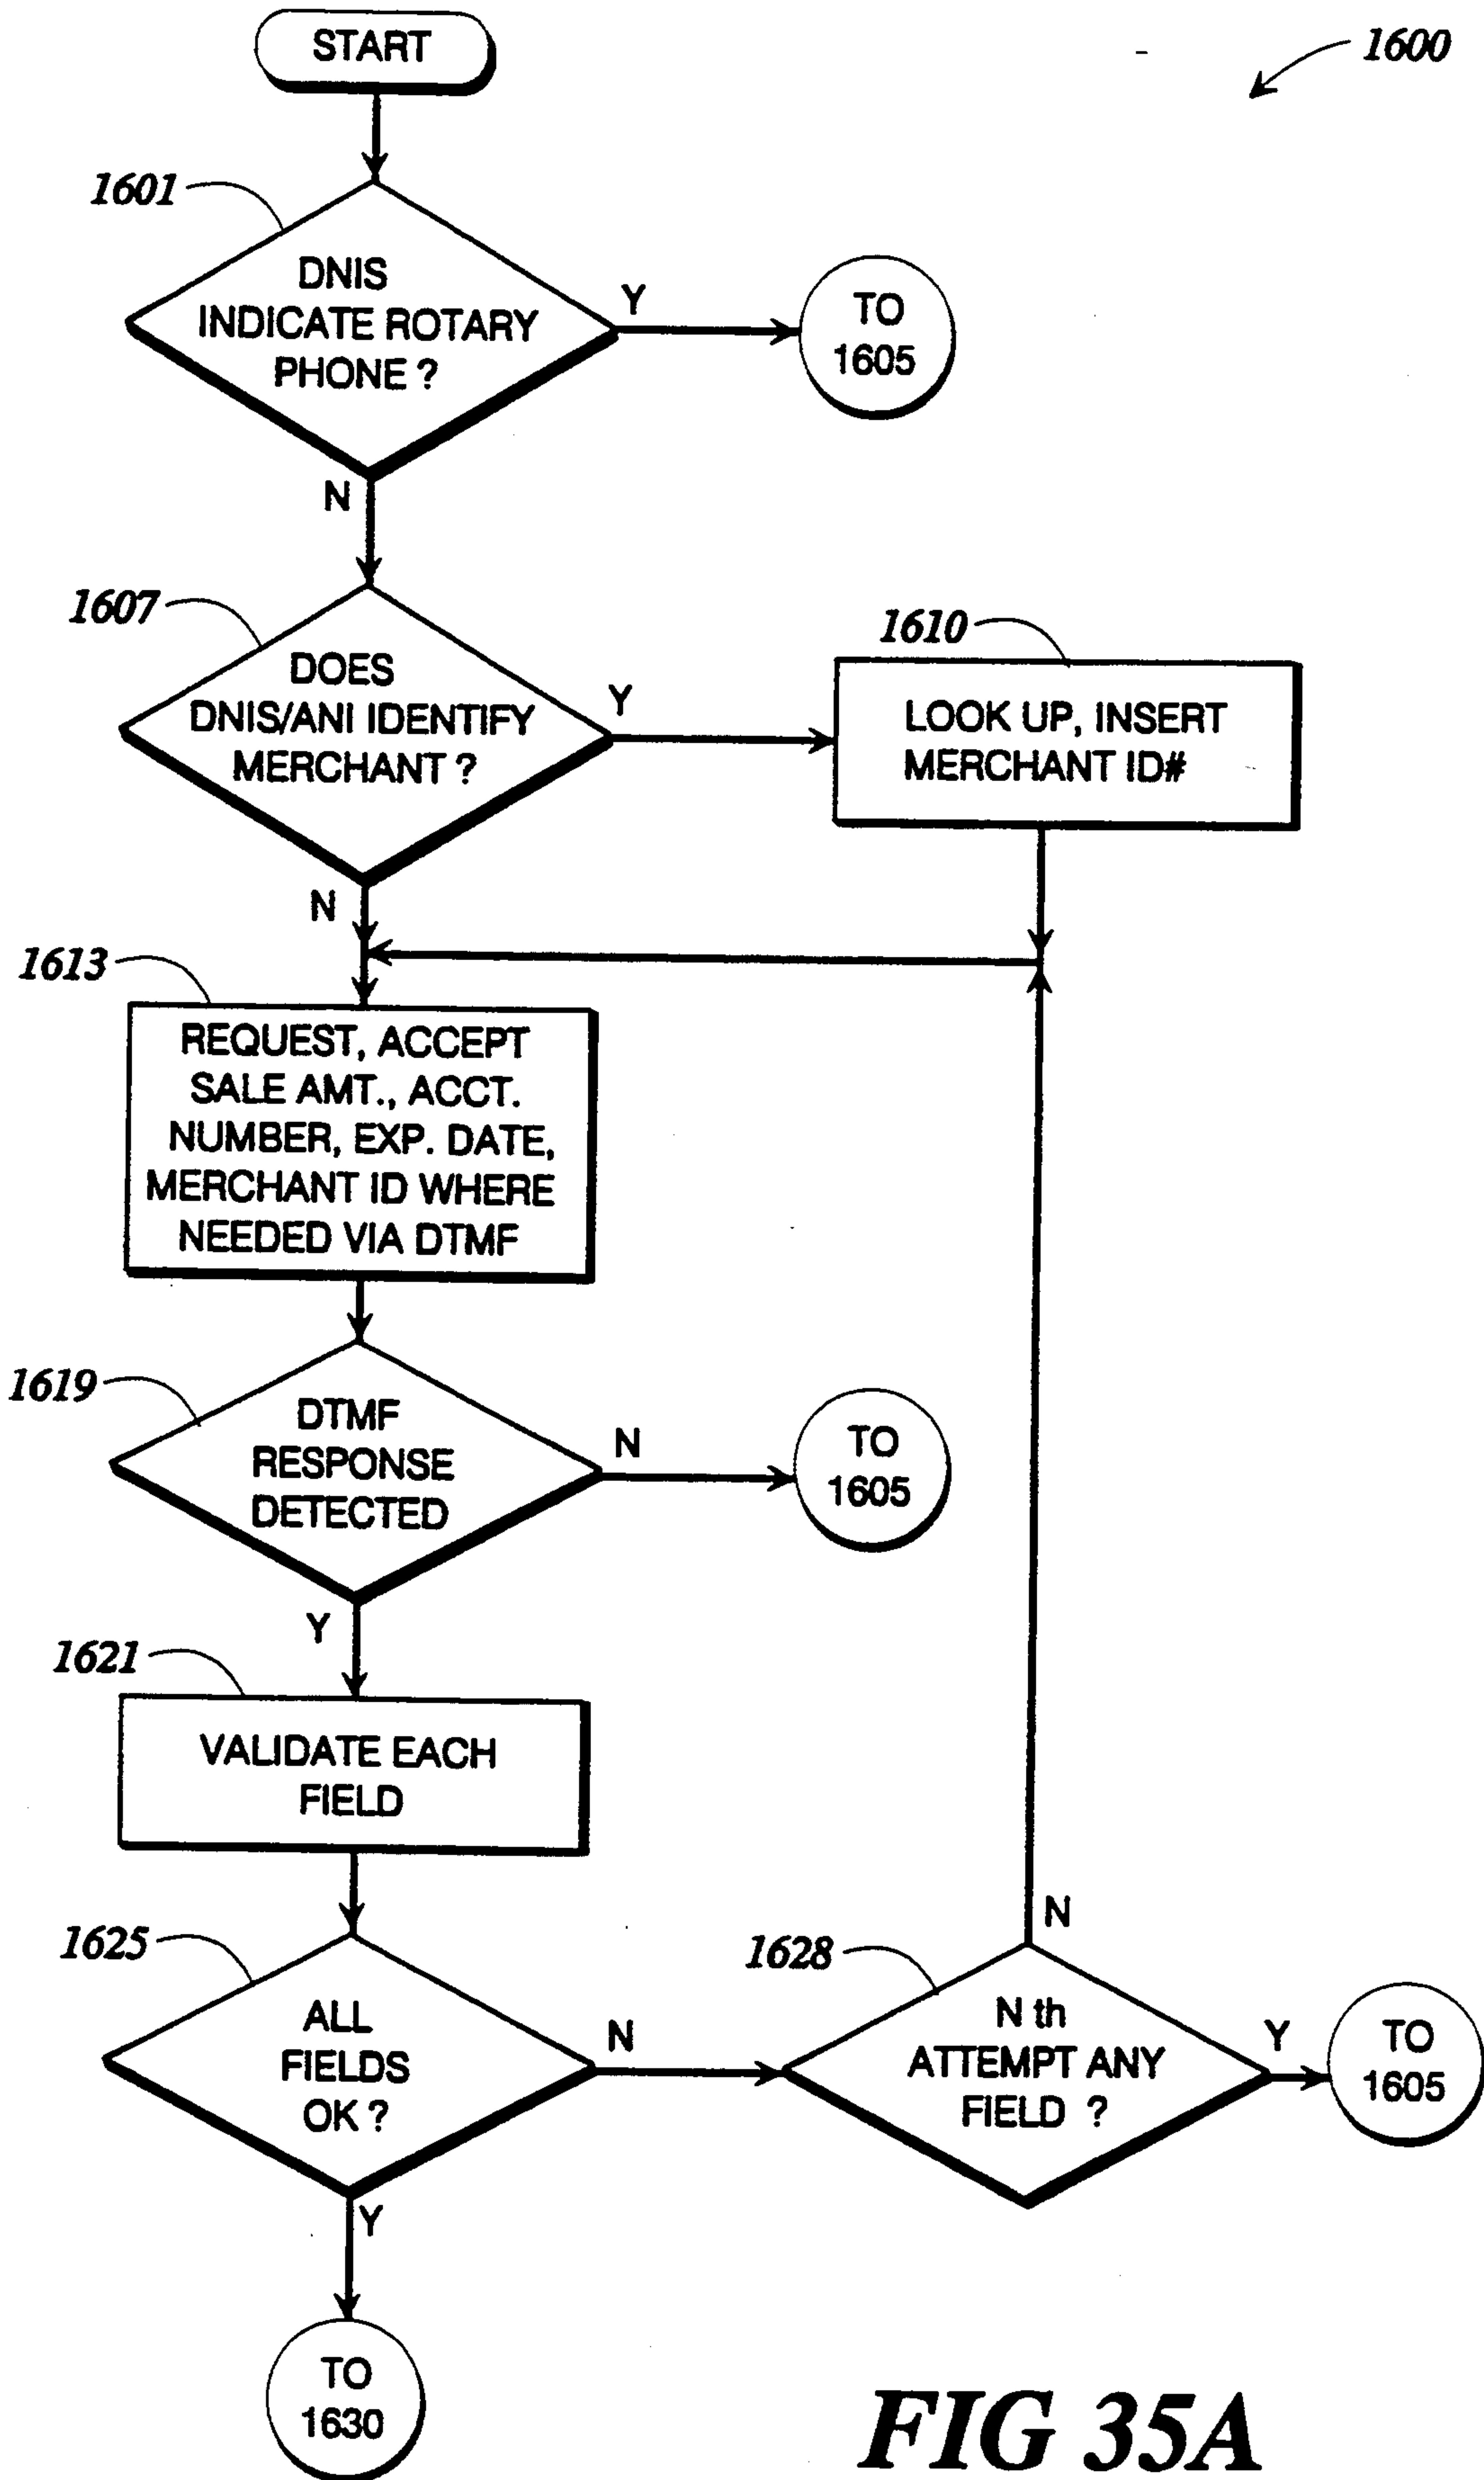 START
1600
1601
DNIS
INDICATE ROTARY
PHONE ?
Y
TO
1605
N
1607
DOES
DNIS/ANI IDENTIFY
MERCHANT ?
Y
1610
LOOK UP, INSERT
MERCHANT ID#
N
1613
REQUEST, ACCEPT
SALE AMT., ACCT.
NUMBER, EXP. DATE,
MERCHANT ID WHERE
NEEDED VIA DTMF
1619
DTMF
RESPONSE
DETECTED
N
TO
1605
Y
1621
VALIDATE EACH
FIELD
1625
ALL
FIELDS
OK ?
N
1628
N th
ATTEMPT ANY
FIELD ?
N
Y
TO
1605
Y
TO
1630
FIG 35A